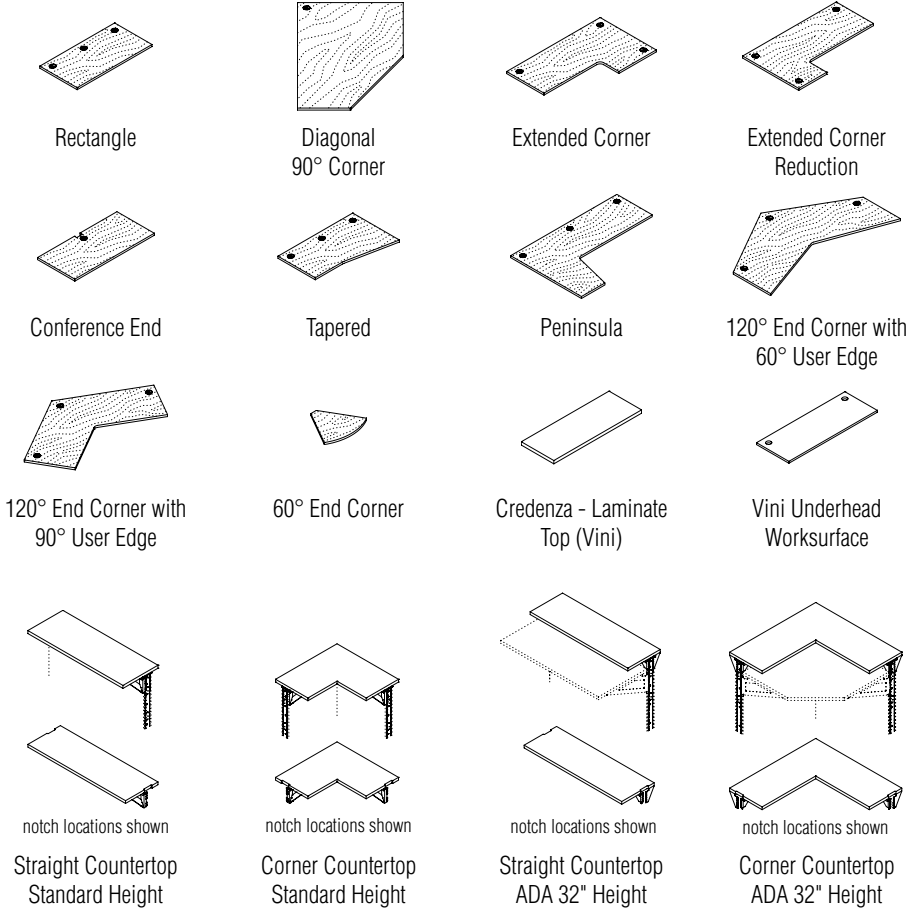 Rectangle
Diagonal
90° Corner
Extended Corner
Extended Corner
Reduction
Conference End
Tapered
Peninsula
120° End Corner with
60° User Edge
120° End Corner with
90° User Edge
60° End Corner
Credenza - Laminate
Top (Vini)
Vini Underhead
Worksurface
notch locations shown
Straight Countertop
Standard Height
notch locations shown
Corner Countertop
Standard Height
notch locations shown
Straight Countertop
ADA 32" Height
notch locations shown
Corner Countertop
ADA 32" Height